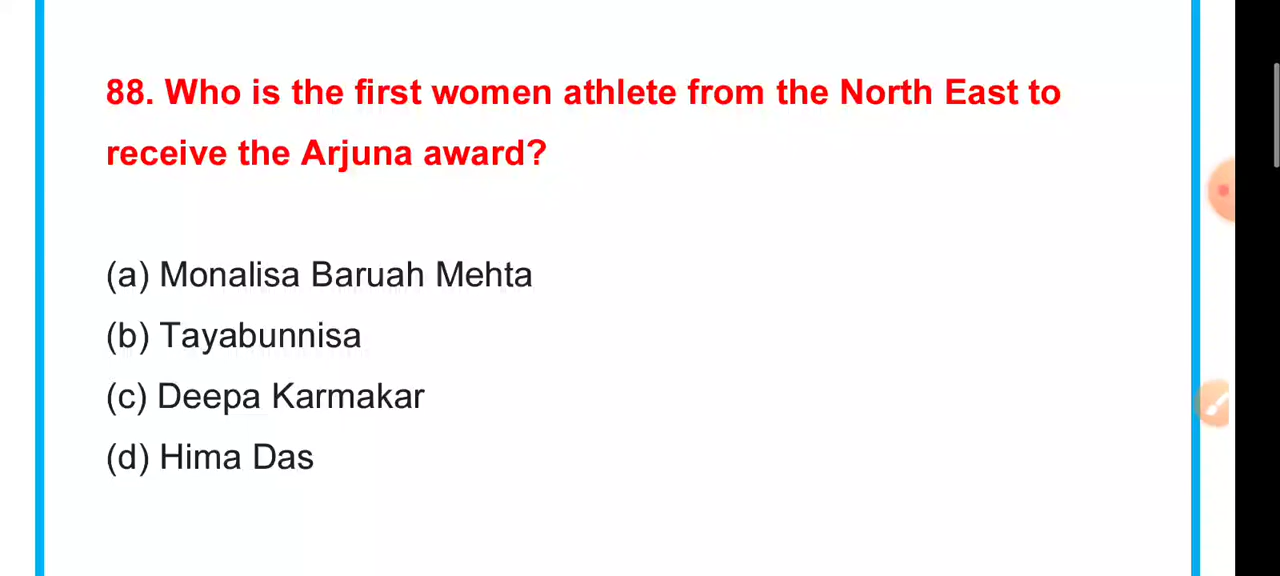 88. Who is the first women athlete from the North East to
receive the Arjuna award?
(a) Monalisa Baruah Mehta
(b) Tayabunnisa
(c) Deepa Karmakar
(d) Hima Das